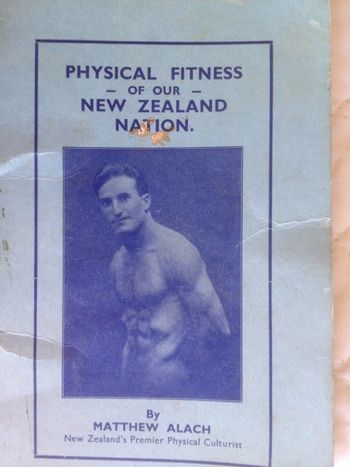 PHYSICAL FITNESS
— OF OUR —
NEW ZEALAND
NATION.
By
MATTHEW ALACH
New Zealand's Premier Physical Culturist